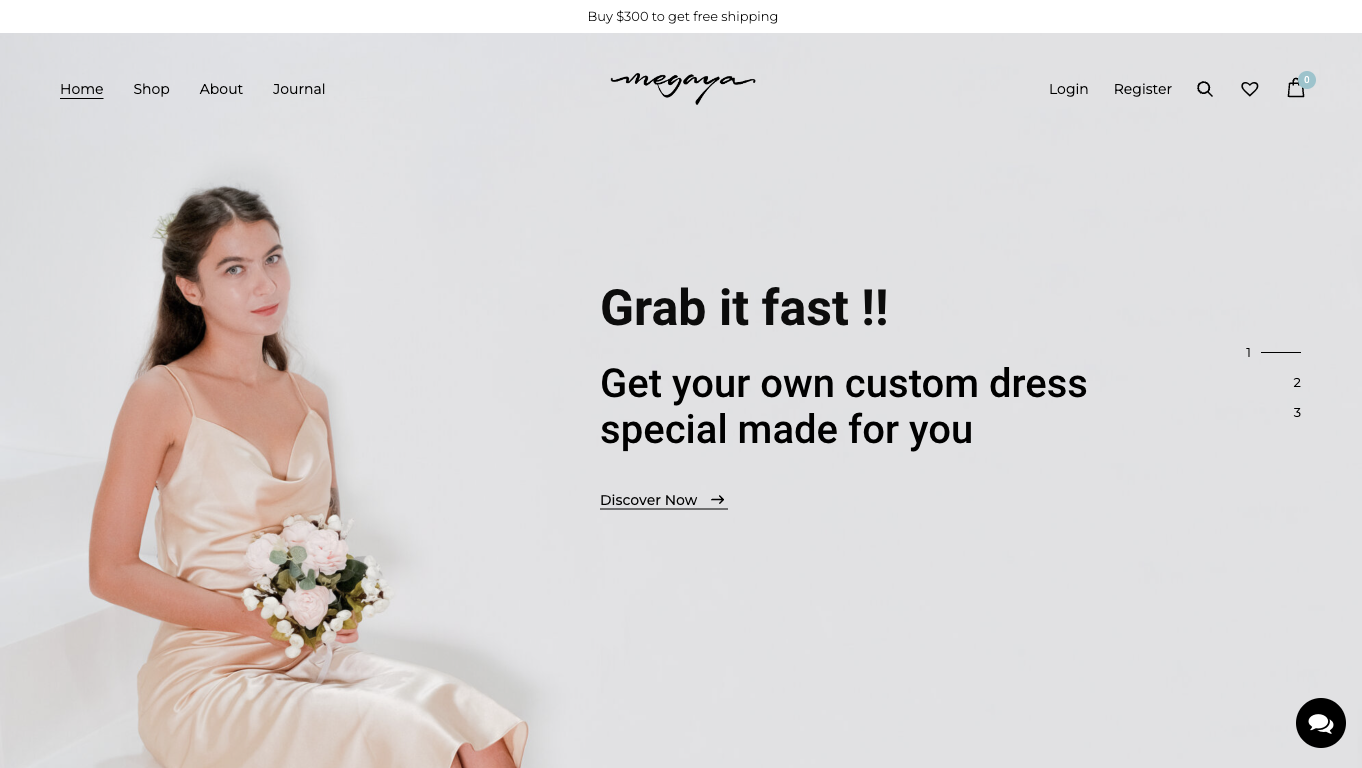 Buy $300 to get free shipping
Home Shop About Journal
megaya
Login Register 0
Grab it fast !!
Get your own custom dress
special made for you
Discover Now
1
2
3